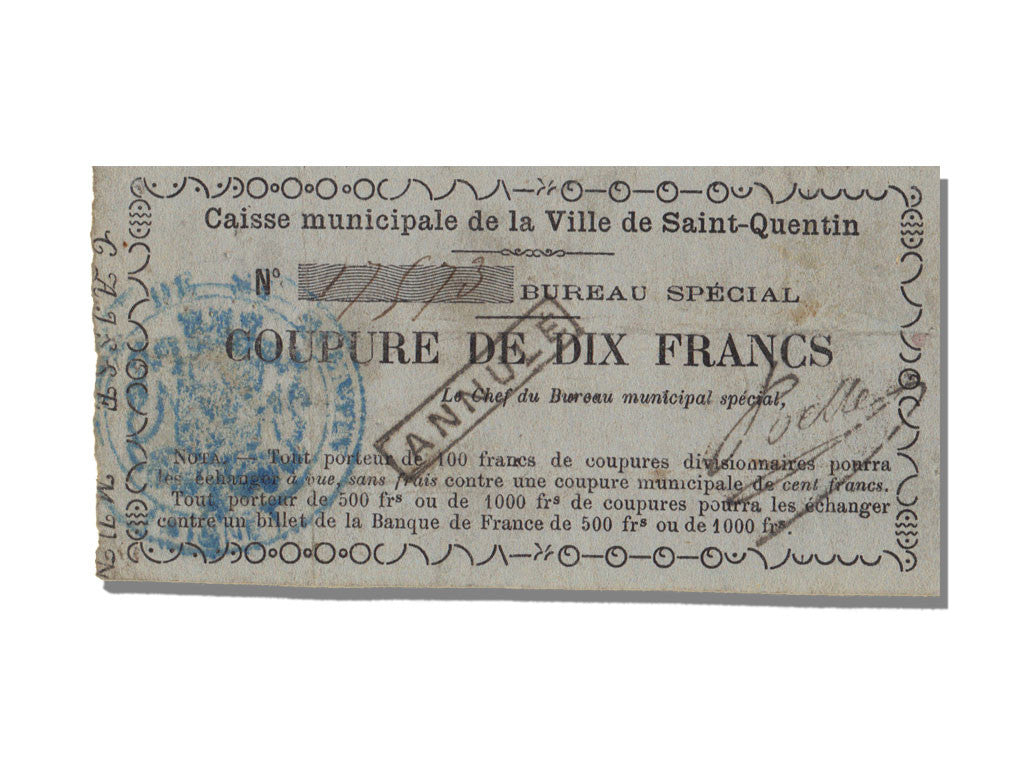 Caisse municipale de la Ville de Saint-Quentin
N° BUREAU SPÉCIAL
COUPURE DE DIX FRANCS
ANNULÉ
Le Chef du Bureau municipal spécial,
NOTA. — Tout porteur de 100 francs de coupures divisionnaires pourra
les échanger à vue, sans frais contre une coupure municipale de cent francs.
Tout porteur de 500 frs ou de 1000 frs de coupures pourra les échanger
contre un billet de la Banque de France de 500 frs ou de 1000 frs.